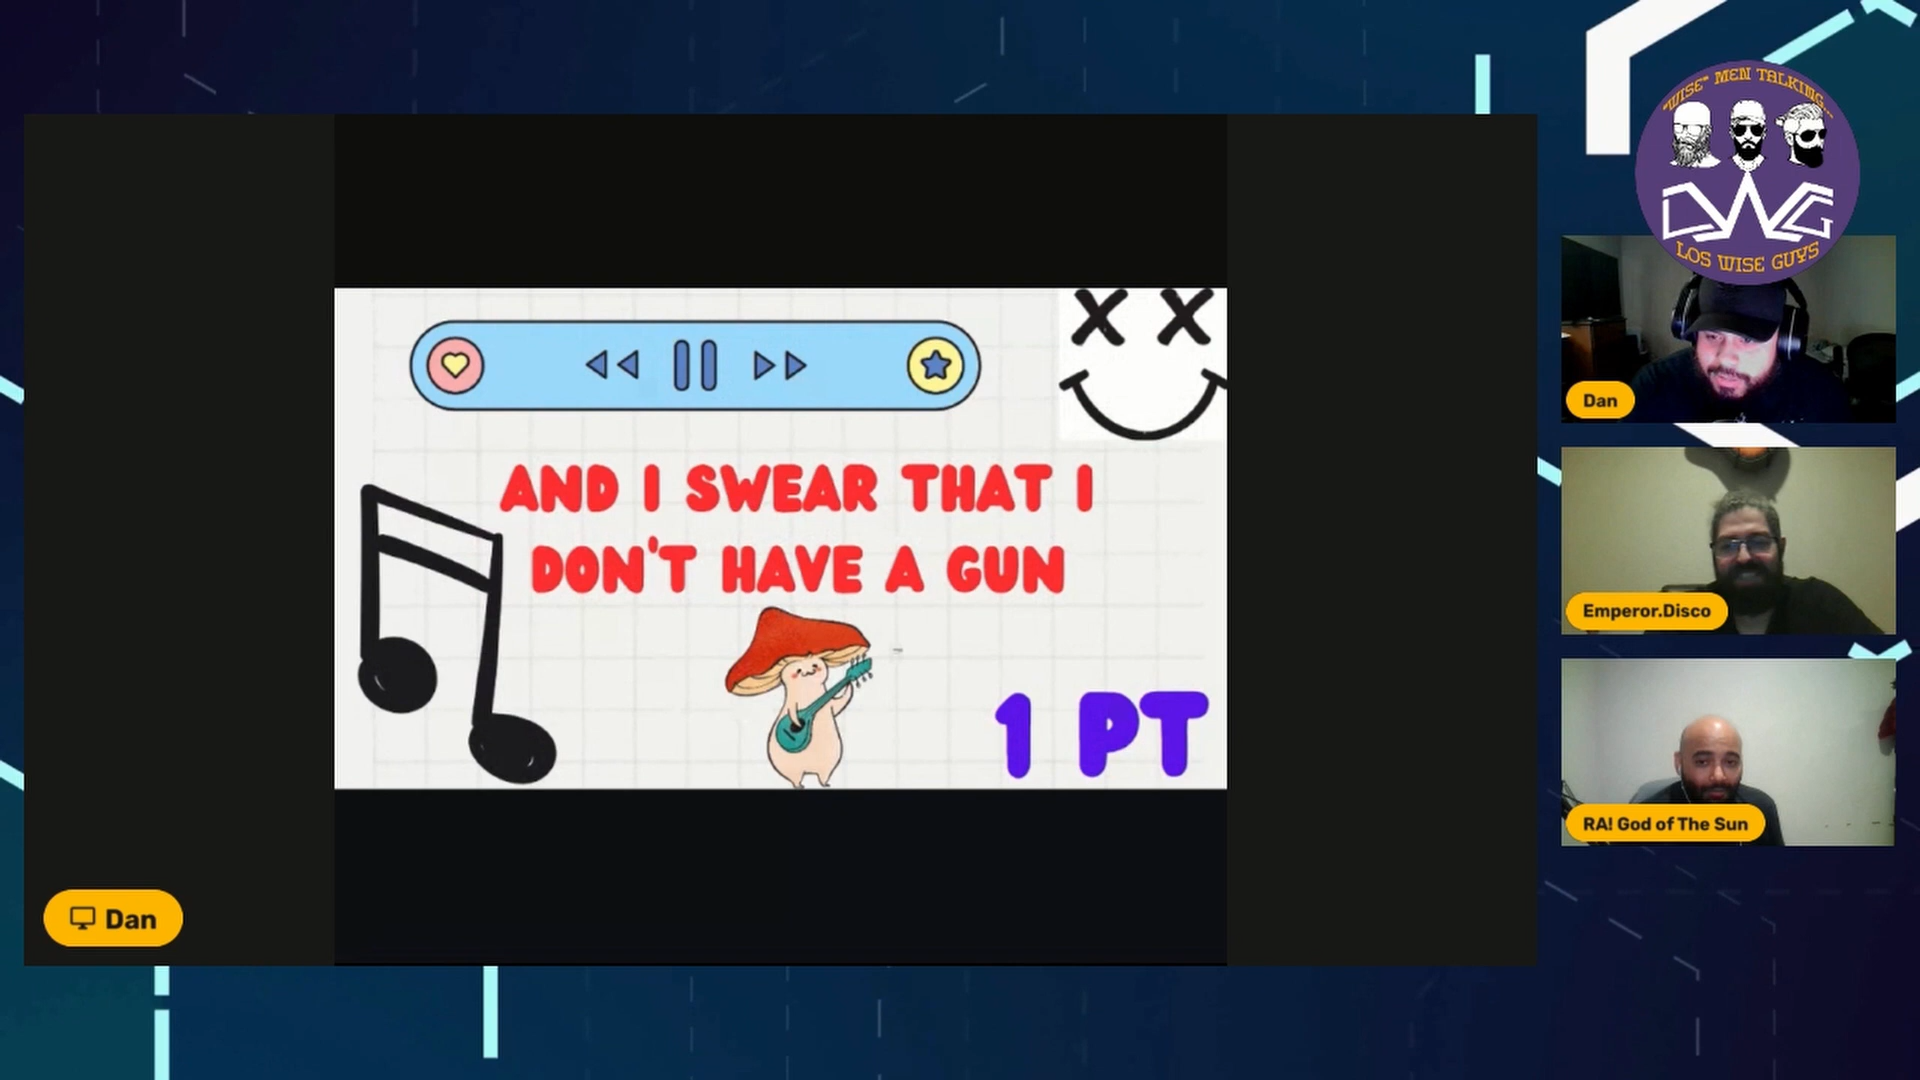 "WISE" MEN TALKING...
LWG
LOS WISE GUYS
AND I SWEAR THAT I
DON'T HAVE A GUN
1 PT
Dan
Dan
Emperor.Disco
RA! God of The Sun